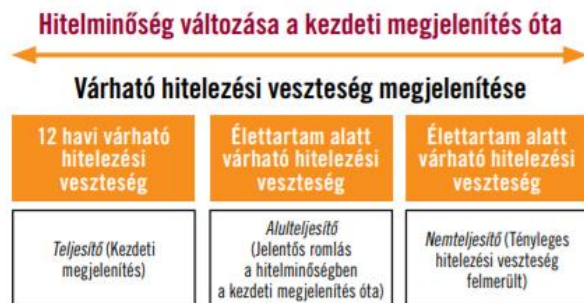 Hitelminőség változása a kezdeti megjelenítés óta
Várható hitelezési veszteség megjelenítése
12 havi várható
hitelezési
veszteség
Élettartam alatt
várható hitelezési
veszteség
Élettartam alatt
várható hitelezési
veszteség
Teljesítő (Kezdeti
megjelenítés)
Alulteljesítő
(Jelentős romlás
a hitelminőségben
a kezdeti megjelenítés óta)
Nemteljesítő (Tényleges
hitelezési veszteség
felmerült)